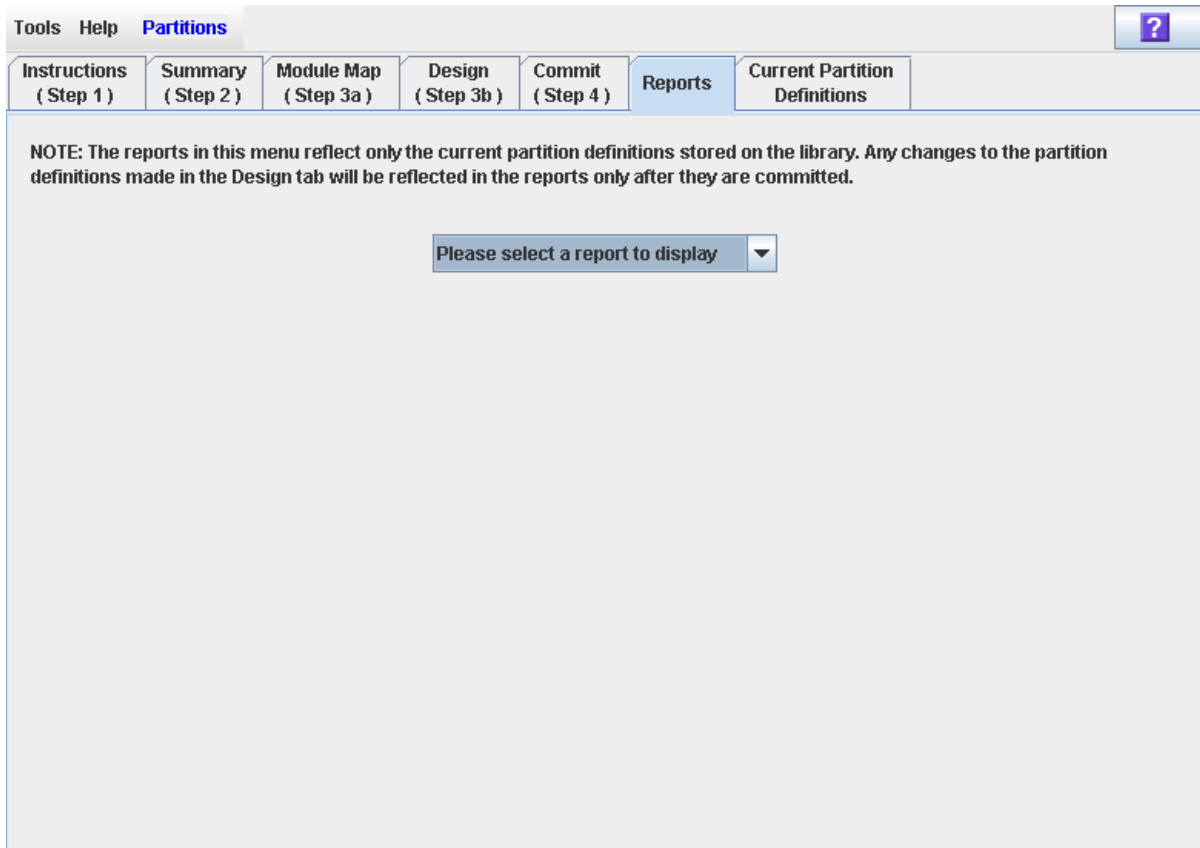 Tools Help Partitions
?
Instructions
( Step 1 )
Summary
( Step 2 )
Module Map
( Step 3a )
Design
( Step 3b )
Commit
( Step 4 )
Reports
Current Partition
Definitions
NOTE: The reports in this menu reflect only the current partition definitions stored on the library. Any changes to the partition
definitions made in the Design tab will be reflected in the reports only after they are committed.
Please select a report to display